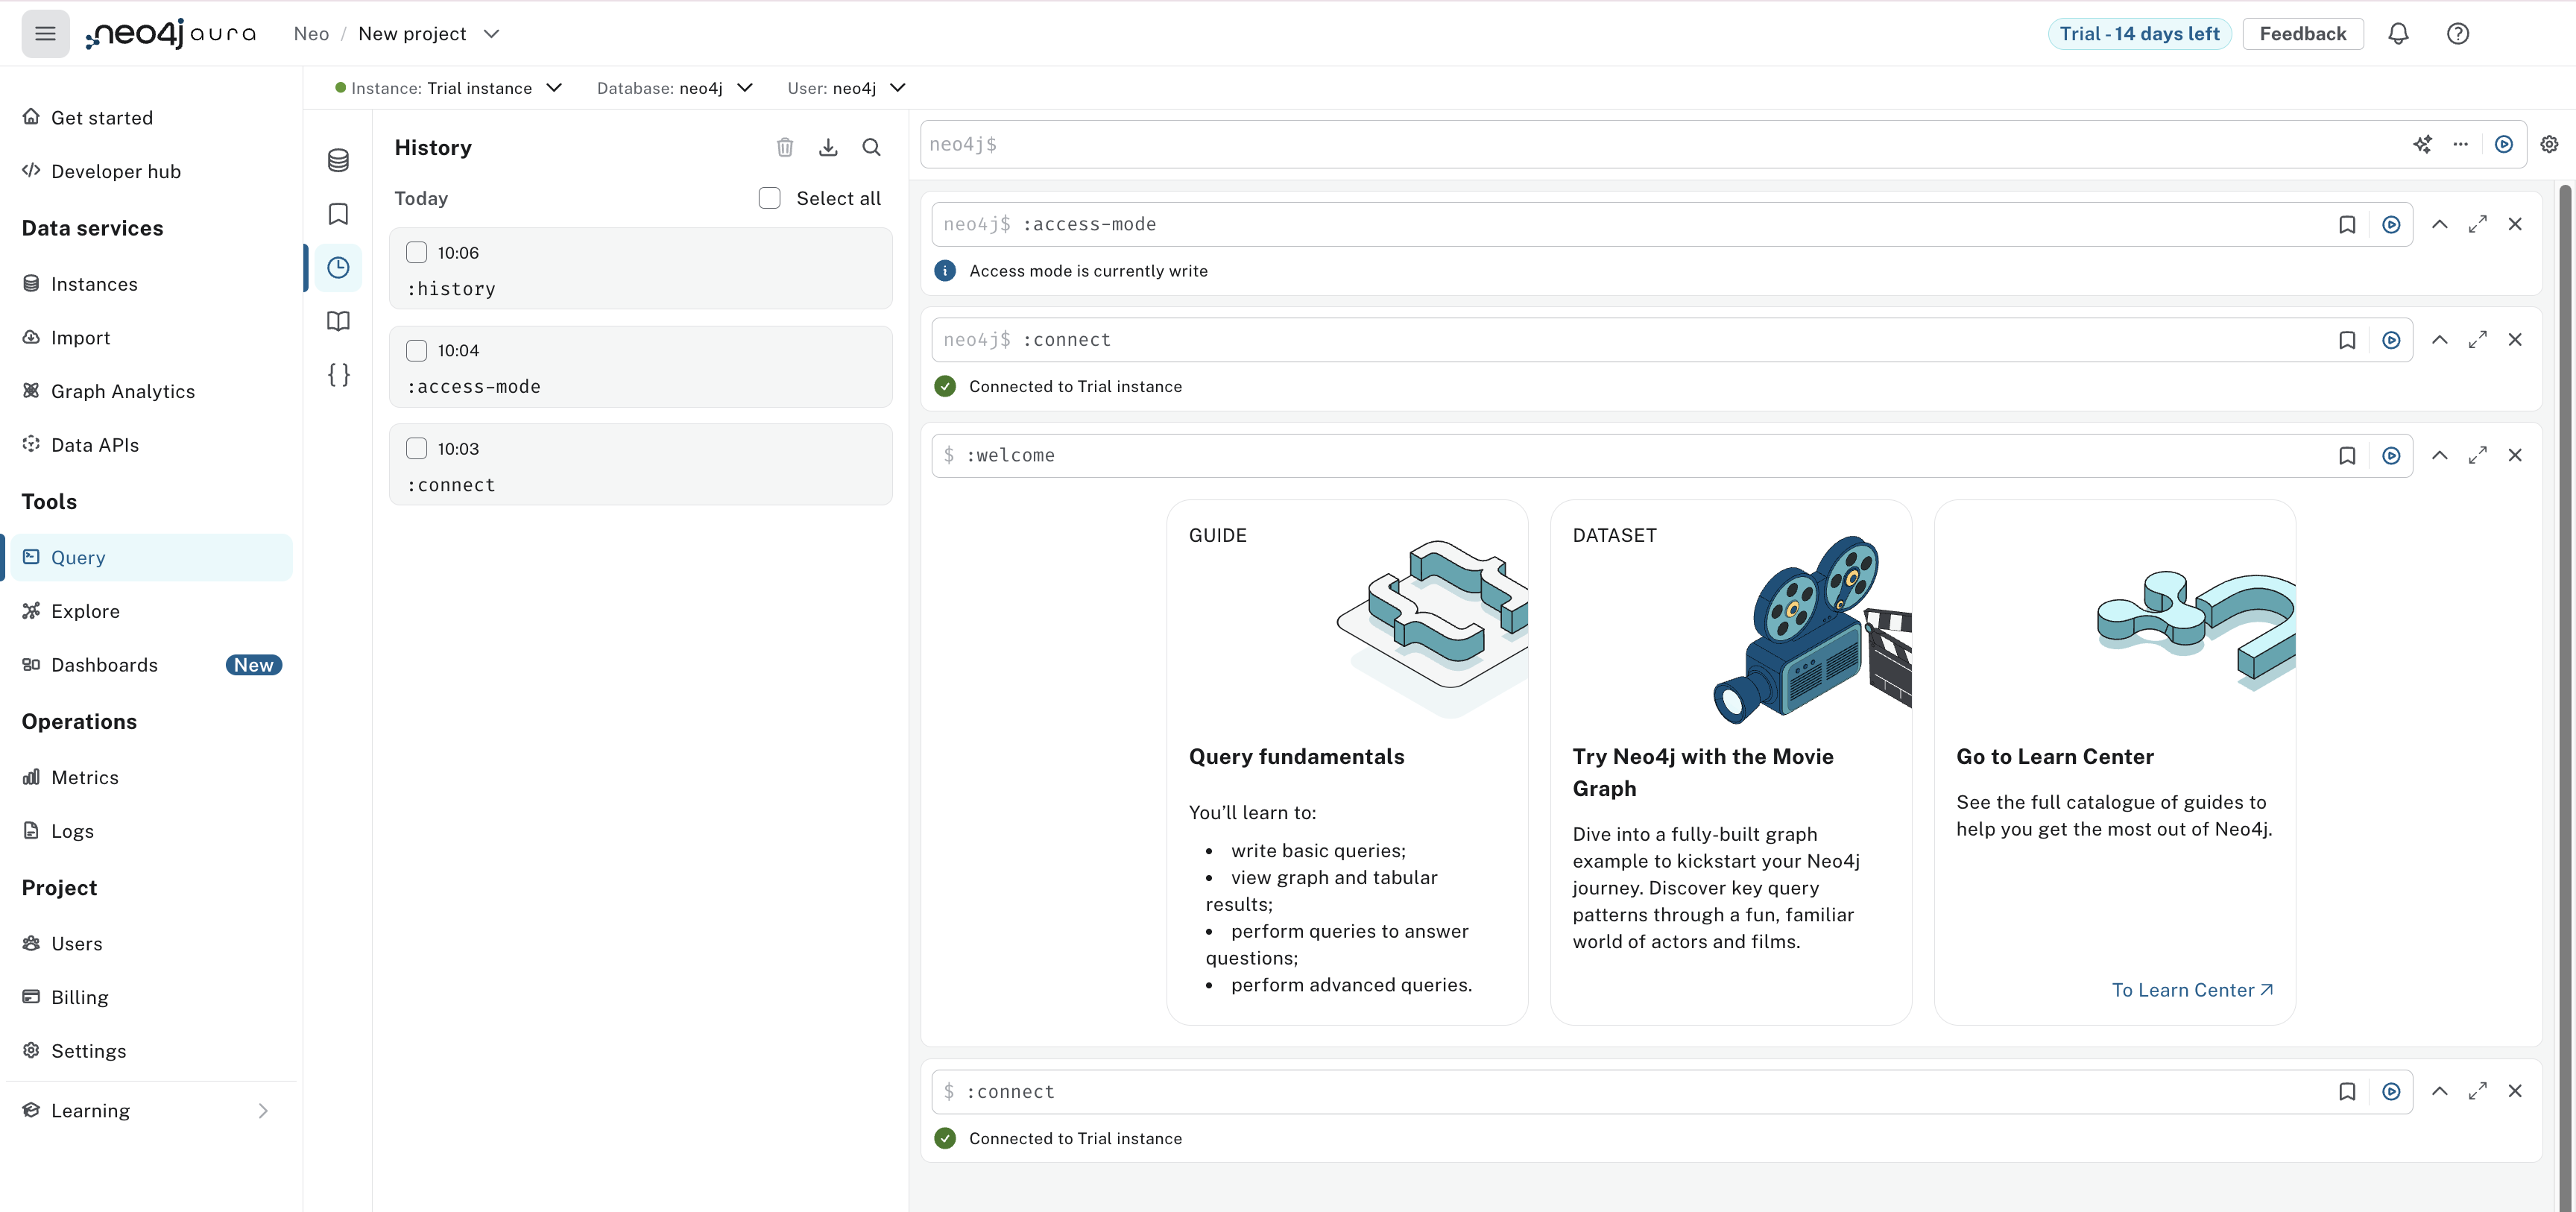 neo4j aura
Neo / New project
Trial - 14 days left
Feedback
Instance: Trial instance
Database: neo4j
User: neo4j
Get started
Developer hub
Data services
Instances
Import
Graph Analytics
Data APIs
Tools
Query
Explore
Dashboards New
Operations
Metrics
Logs
Project
Users
Billing
Settings
Learning
History
Today
Select all
10:06
:history
10:04
:access-mode
10:03
:connect
neo4j$
neo4j$ :access-mode
Access mode is currently write
neo4j$ :connect
Connected to Trial instance
$ :welcome
GUIDE
Query fundamentals
You’ll learn to:
• write basic queries;
• view graph and tabular
results;
• perform queries to answer
questions;
• perform advanced queries.
DATASET
Try Neo4j with the Movie
Graph
Dive into a fully-built graph
example to kickstart your Neo4j
journey. Discover key query
patterns through a fun, familiar
world of actors and films.
Go to Learn Center
See the full catalogue of guides to
help you get the most out of Neo4j.
To Learn Center
$ :connect
Connected to Trial instance